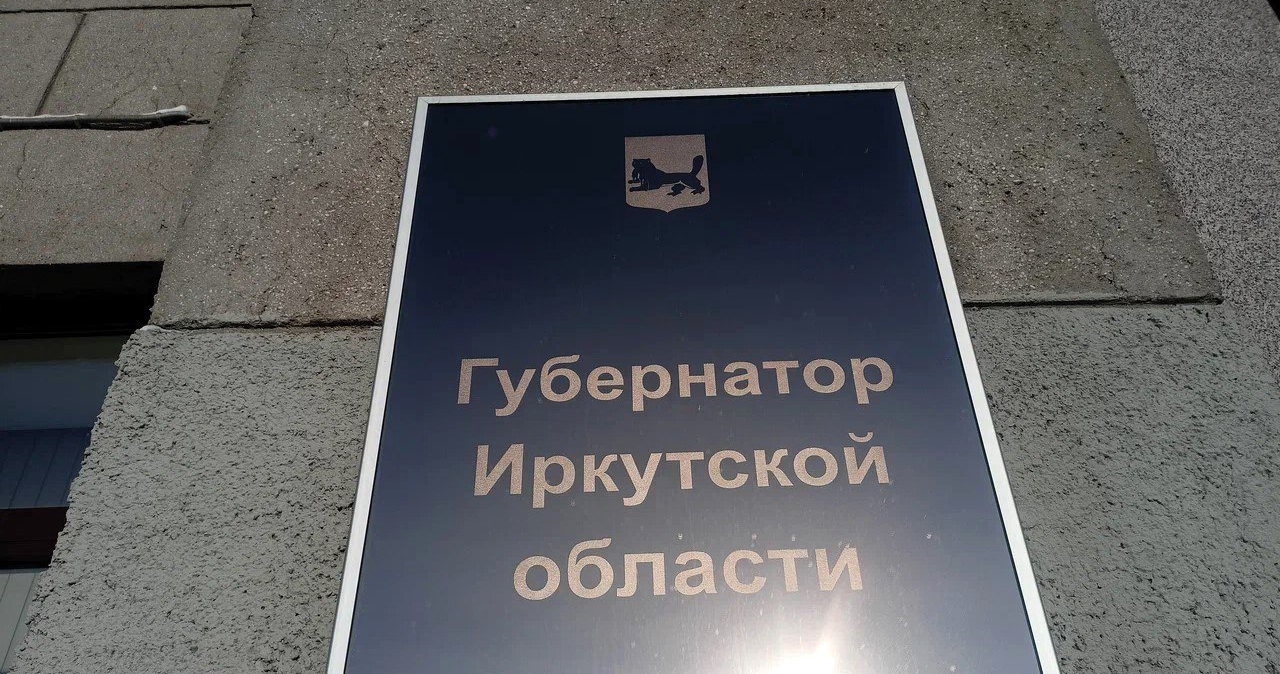 Губернатор
Иркутской
области